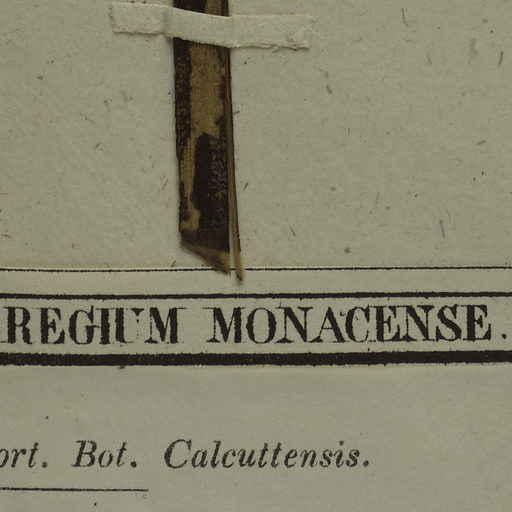 REGIUM MONACENSE.
ort. Bot. Calcuttensis.